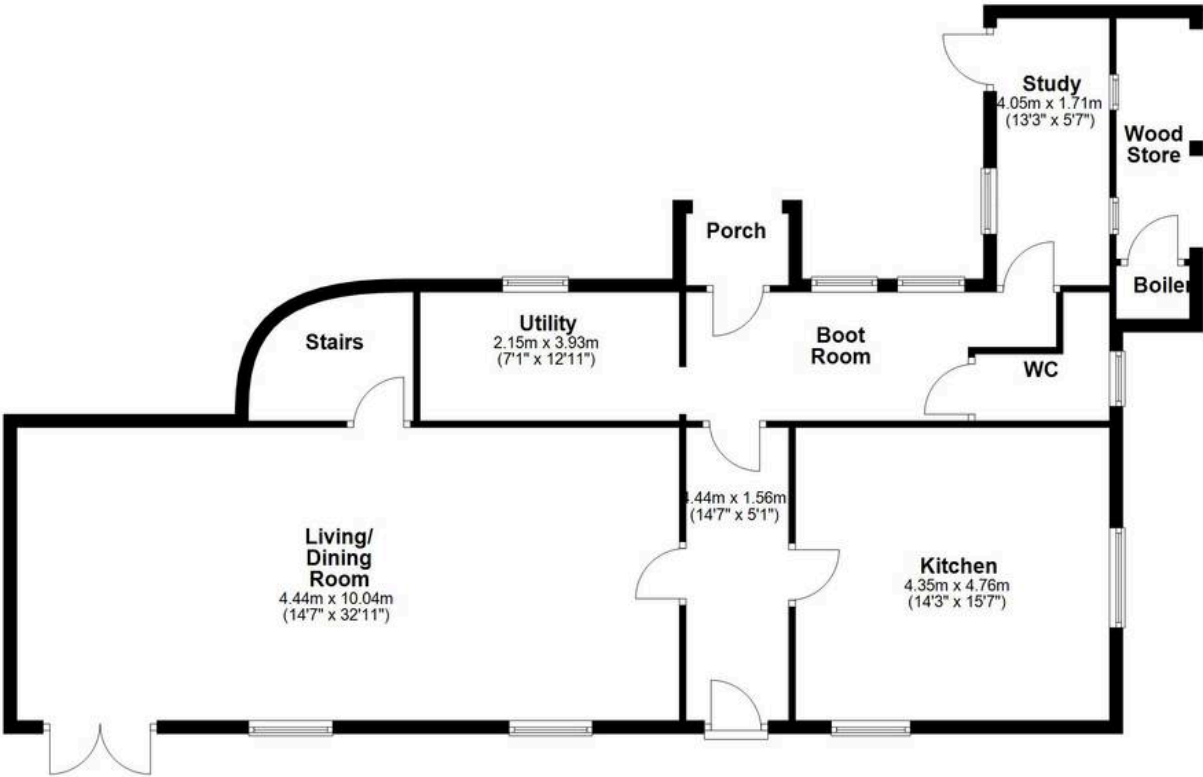 Study
4.05m x 1.71m
(13'3" x 5'7")
Wood
Store
Porch
Boiler
Utility
2.15m x 3.93m
(7'1" x 12'11")
Boot
Room
Stairs
WC
.44m x 1.56m
(14'7" x 5'1")
Living/
Dining
Room
4.44m x 10.04m
(14'7" x 32'11")
Kitchen
4.35m x 4.76m
(14'3" x 15'7")